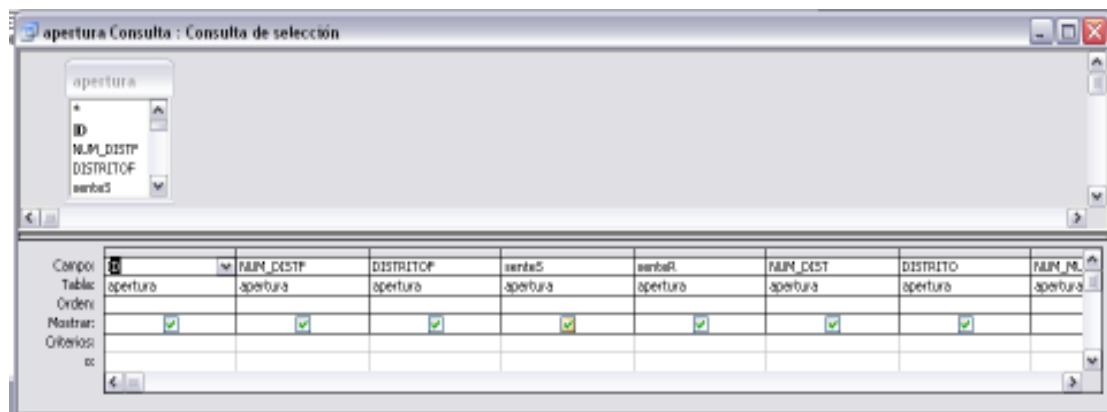 apertura Consulta : Consulta de selección
apertura
*
ID
NUM_DISTF
DISTRITOF
senteS
Campo: ID NUM_DISTF DISTRITOF senteS senteR NUM_DIST DISTRITO NUM_MU
Tabla: apertura apertura apertura apertura apertura apertura apertura apertura
Orden:
Mostrar:
Criterios:
o: